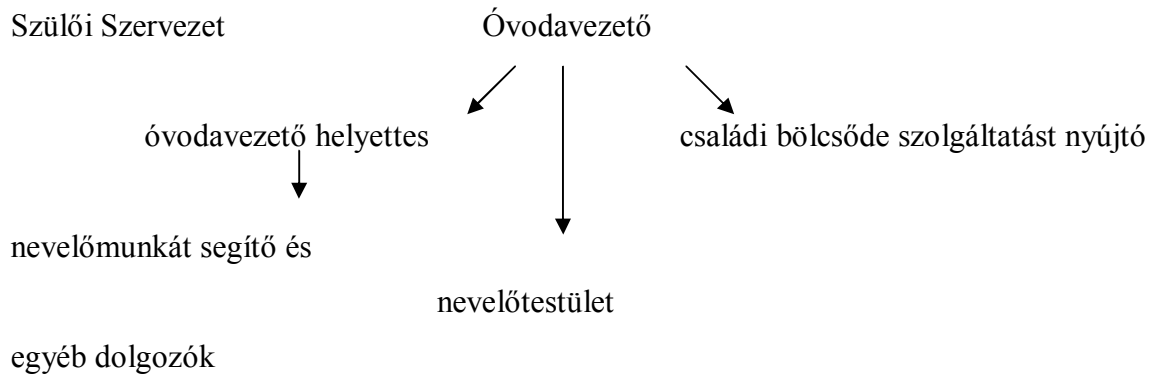 Szülői Szervezet Óvodavezető
óvodavezető helyettes családi bölcsőde szolgáltatást nyújtó
nevelőmunkát segítő és
nevelőtestület
egyéb dolgozók